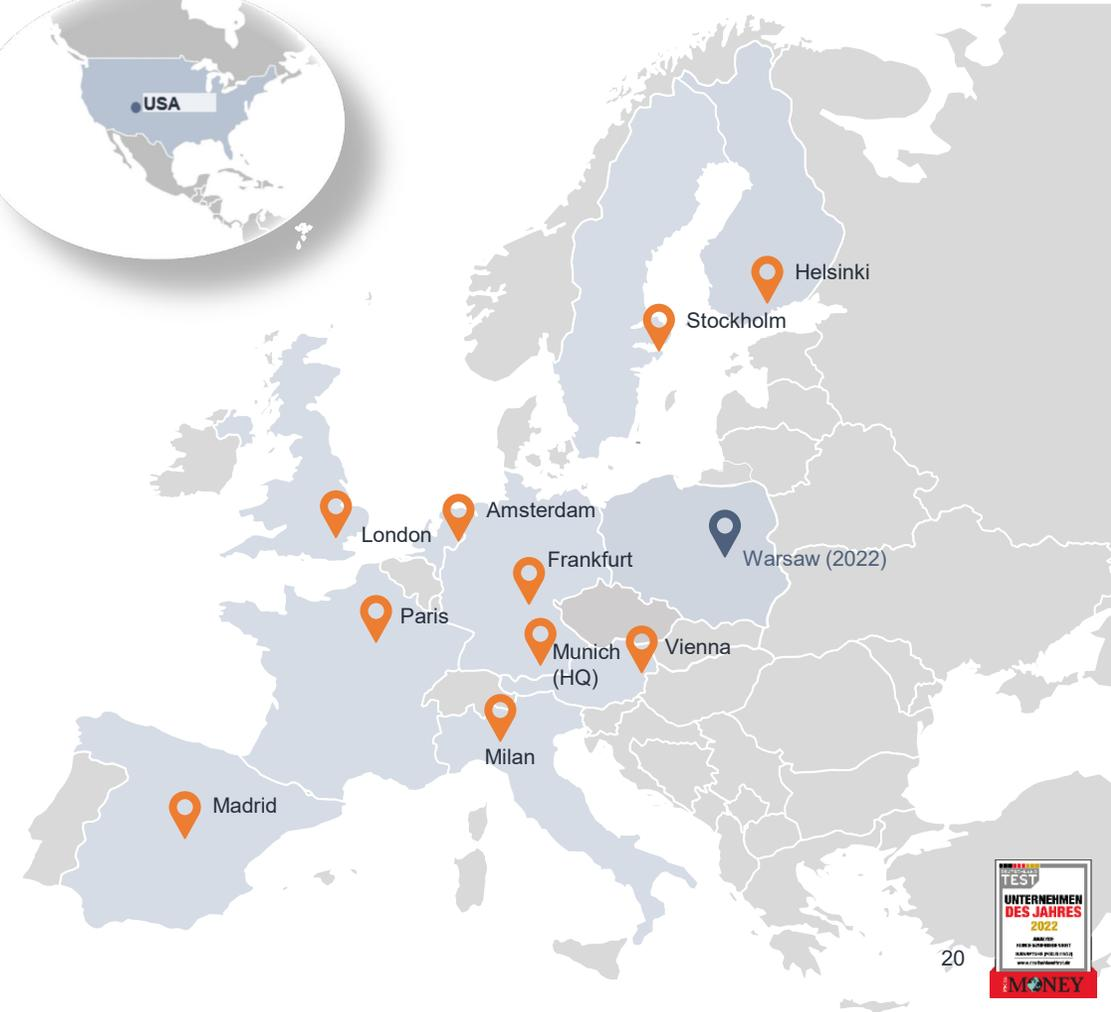 USA
Helsinki
Stockholm
London
Amsterdam
Frankfurt
Warsaw (2022)
Paris
Munich
(HQ)
Vienna
Milan
Madrid
20
TEST
UNTERNEHMEN
DES JAHRES
2022
MONEY